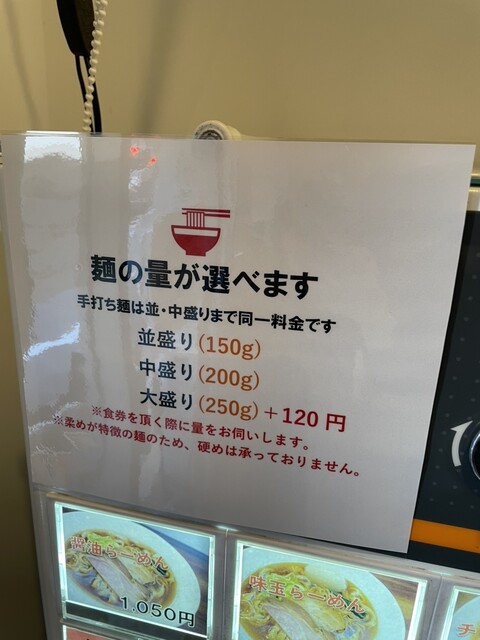 麺の量が選べます
手打ち麺は並・中盛りまで同一料金です
並盛り(150g)
中盛り(200g)
大盛り(250g)+120円
※食券を頂く際に量をお伺いします。
※柔めが特徴の麺のため、硬めは承っておりません。
醤油らーめん
1,050円
味玉らーめん
チ